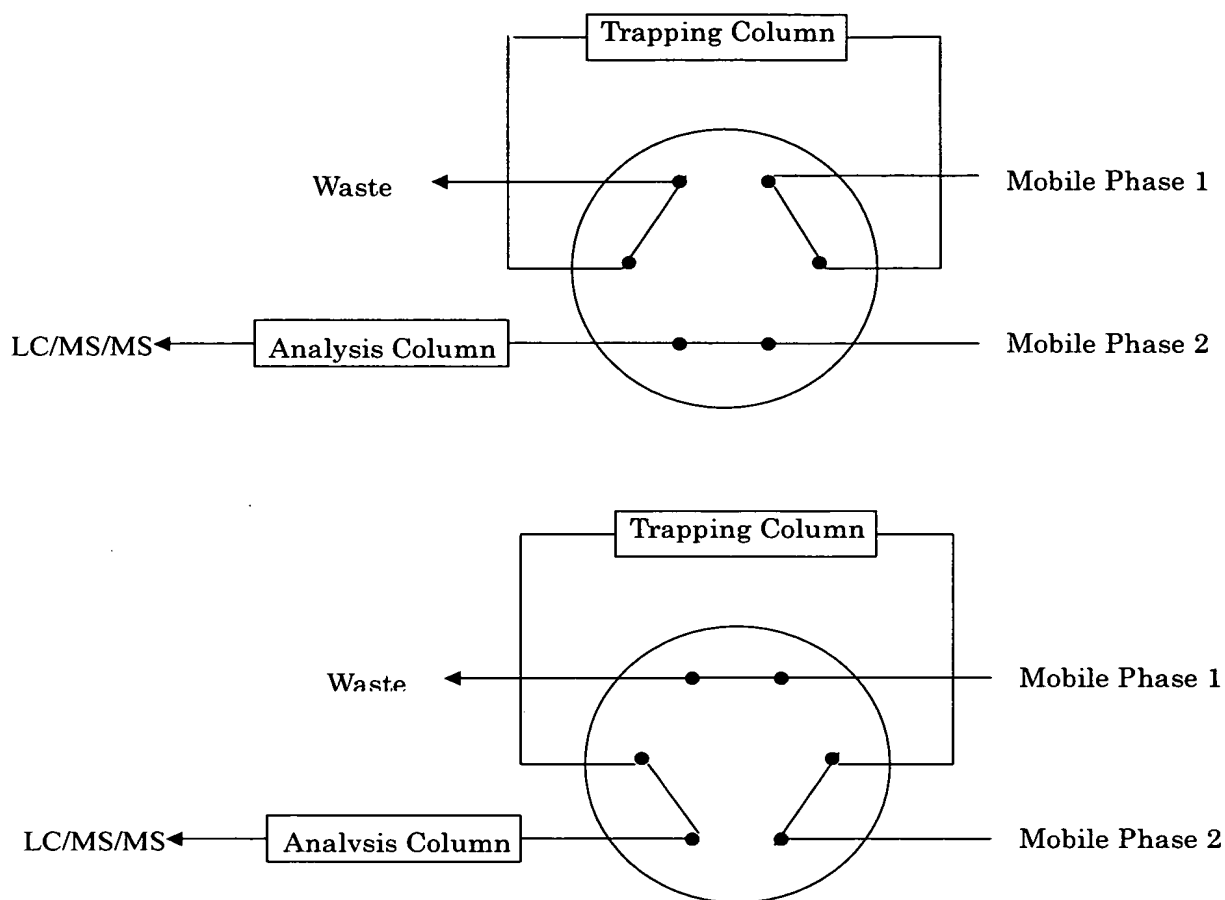 Trapping Column
Waste
Mobile Phase 1
LC/MS/MS
Analysis Column
Mobile Phase 2
Trapping Column
Waste
Mobile Phase 1
LC/MS/MS
Analysis Column
Mobile Phase 2